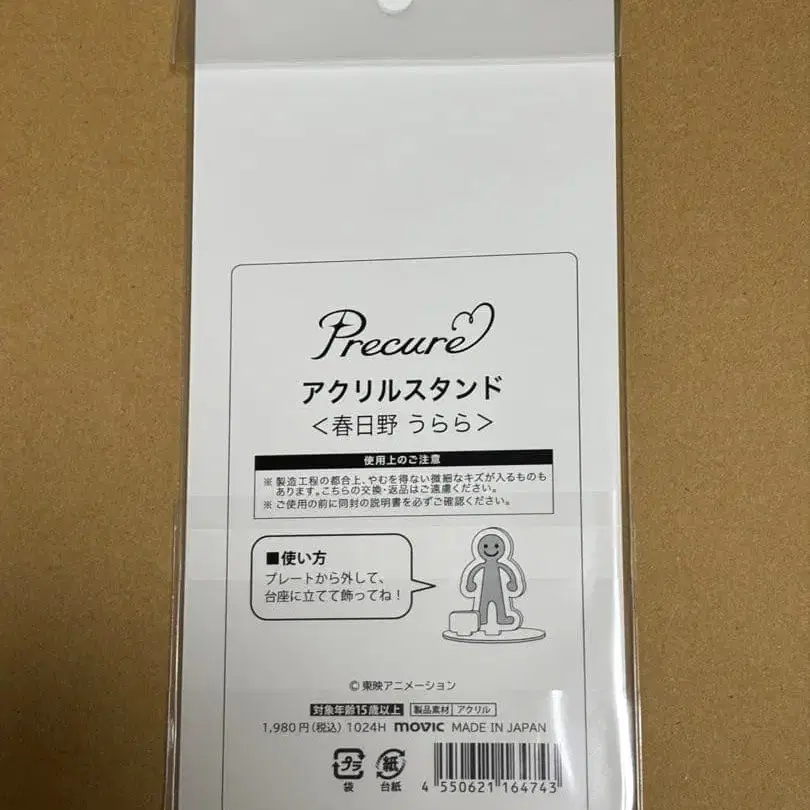 Precure
アクリルスタンド
＜春日野 うらら＞
使用上のご注意
※ 製造工程の都合上、やむを得ない微細なキズが入るものも
あります。こちらの交換・返品はご遠慮ください。
※ ご使用の前に同封の説明書を必ずご確認ください。
■使い方
プレートから外して、
台座に立てて飾ってね！
©東映アニメーション
対象年齢15歳以上 製品素材 アクリル
1,980円(税込) 1024H movic MADE IN JAPAN
プラ 紙
袋 台紙
4 550621 164743